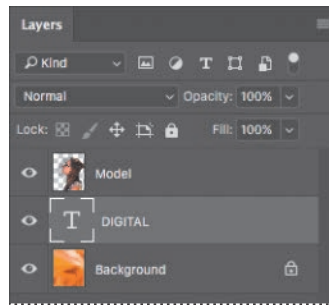 Layers
Kind
Normal Opacity: 100%
Lock: Fill: 100%
Model
T DIGITAL
Background